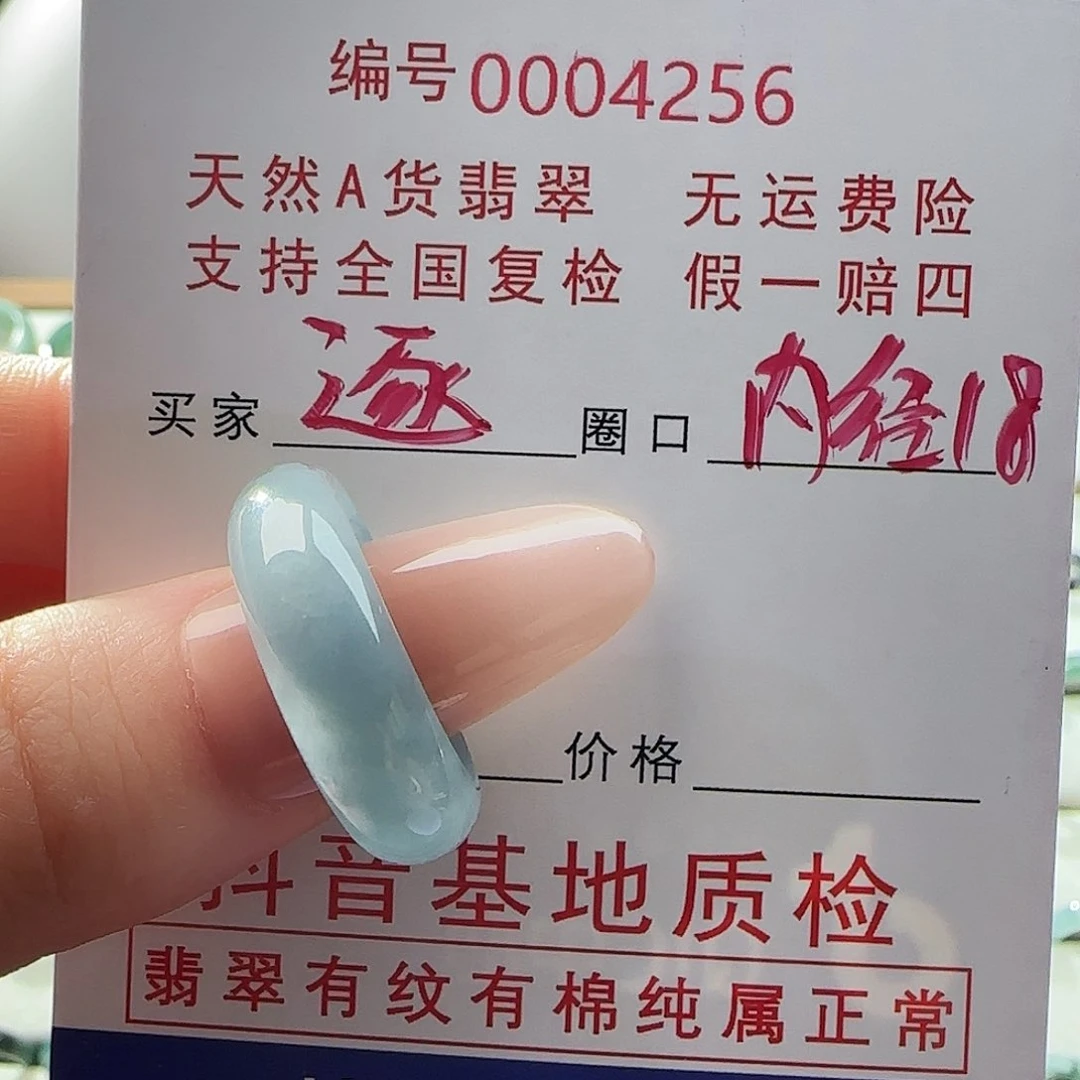 编号0004256
天然A货翡翠 无运费险
支持全国复检 假一赔四
买家 逐 圈口 内径18
价格
抖音基地质检
翡翠有纹有棉纯属正常